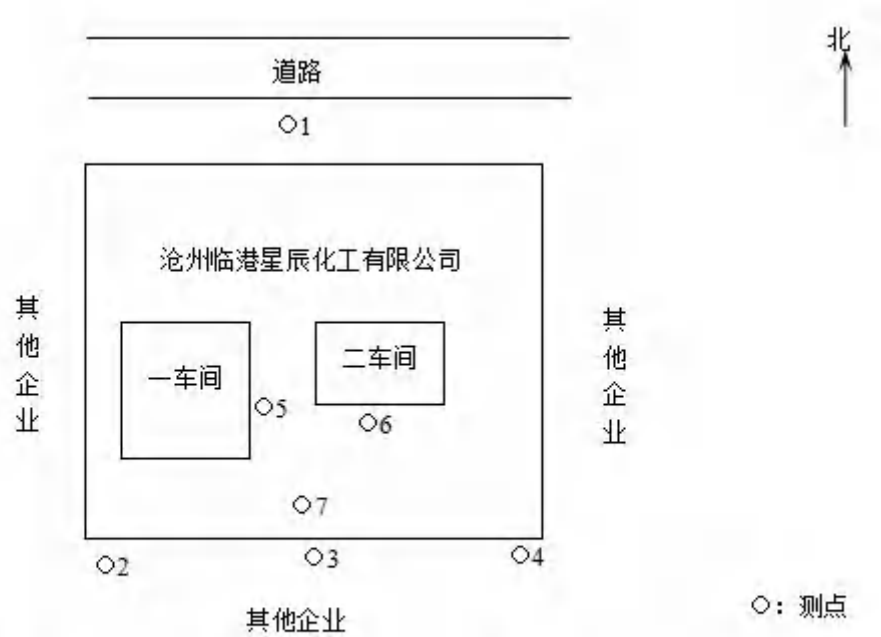 北
道路
1
沧州临港星辰化工有限公司
其他企业
其他企业
一车间
二车间
5
6
7
2
3
4
其他企业
○：测点